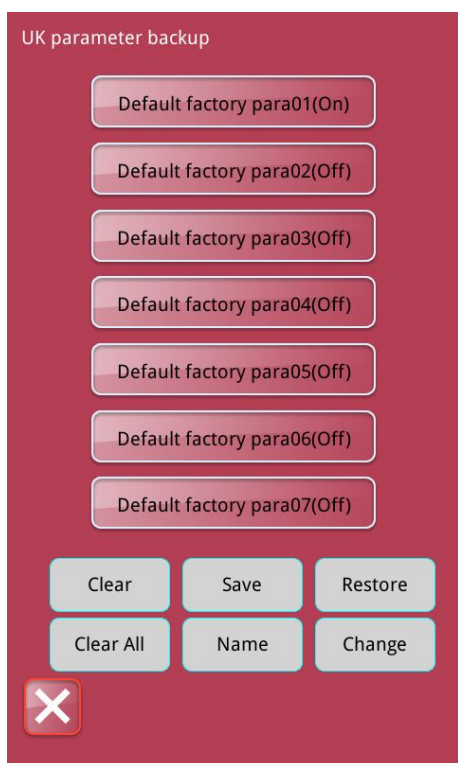 UK parameter backup
Default factory para01(On)
Default factory para02(Off)
Default factory para03(Off)
Default factory para04(Off)
Default factory para05(Off)
Default factory para06(Off)
Default factory para07(Off)
Clear Save Restore
Clear All Name Change